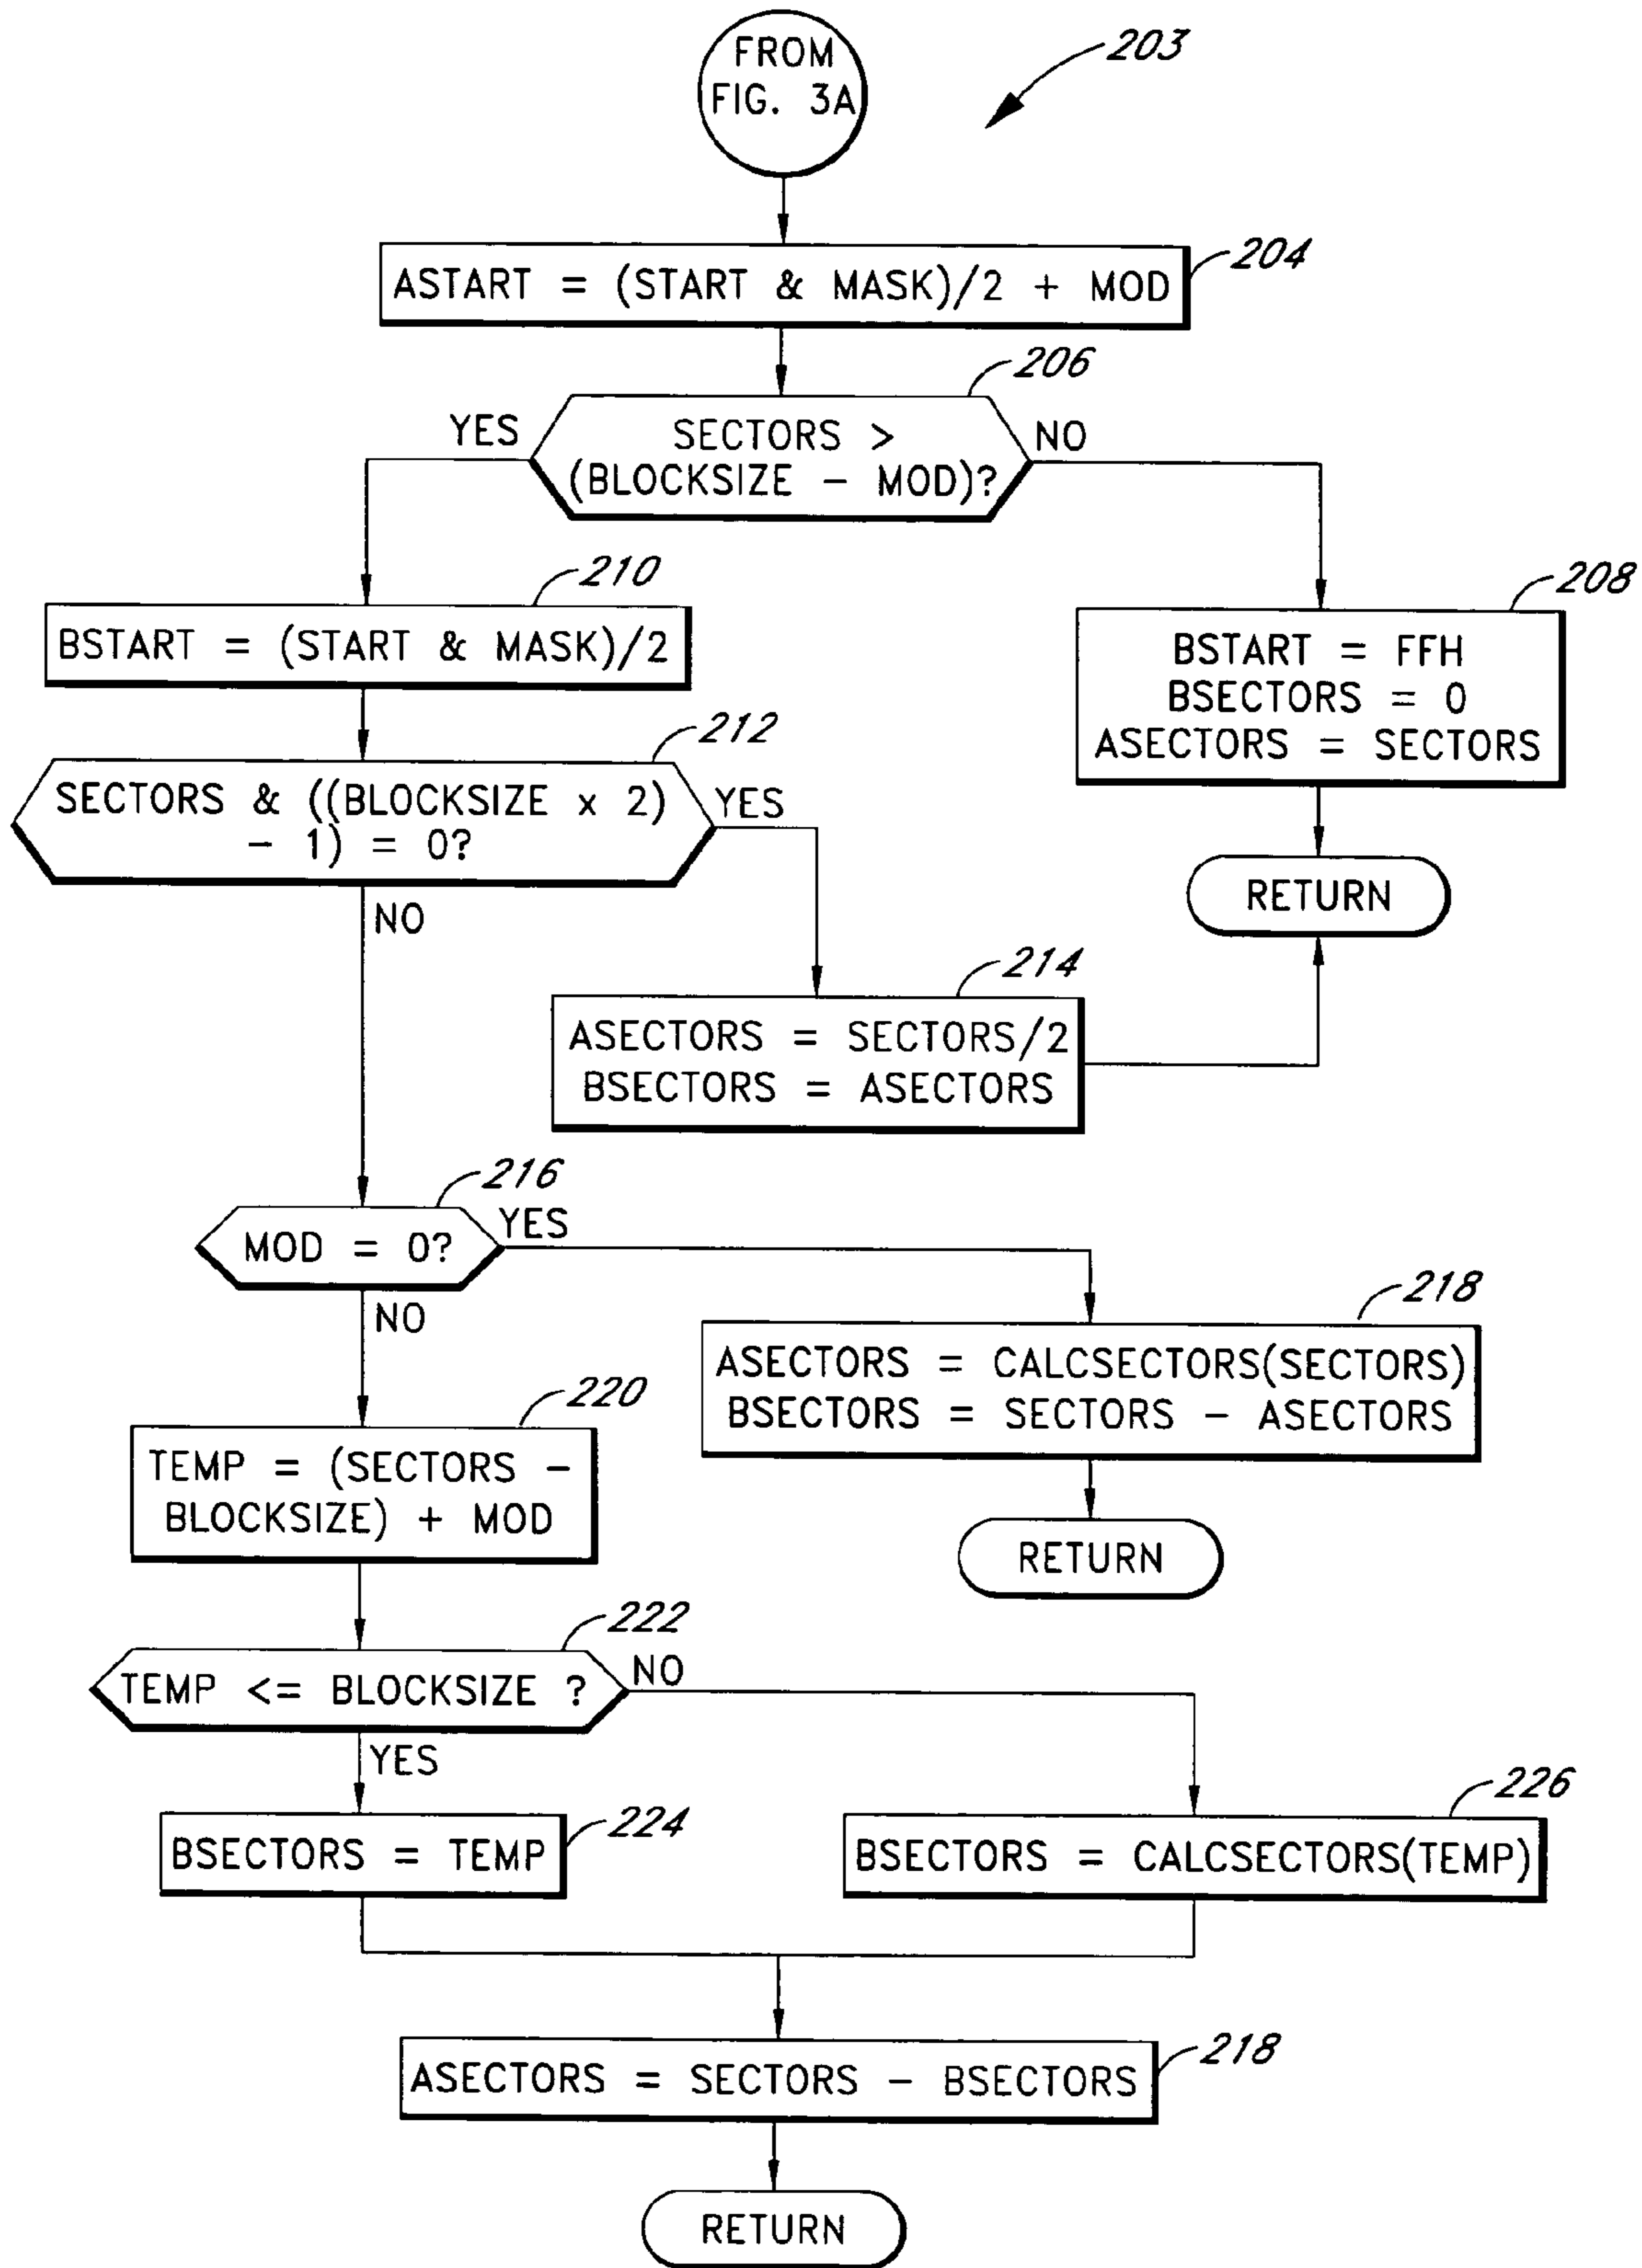 FROM
FIG. 3A
203
ASTART = (START & MASK)/2 + MOD
204
206
YES
SECTORS >
(BLOCKSIZE - MOD)?
NO
210
BSTART = (START & MASK)/2
208
BSTART = FFH
BSECTORS = 0
ASECTORS = SECTORS
212
SECTORS & ((BLOCKSIZE x 2)
- 1) = 0?
YES
NO
RETURN
214
ASECTORS = SECTORS/2
BSECTORS = ASECTORS
216
MOD = 0?
YES
NO
218
ASECTORS = CALCSECTORS(SECTORS)
BSECTORS = SECTORS - ASECTORS
220
TEMP = (SECTORS -
BLOCKSIZE) + MOD
RETURN
222
TEMP <= BLOCKSIZE ?
NO
YES
BSECTORS = TEMP
224
226
BSECTORS = CALCSECTORS(TEMP)
ASECTORS = SECTORS - BSECTORS
218
RETURN